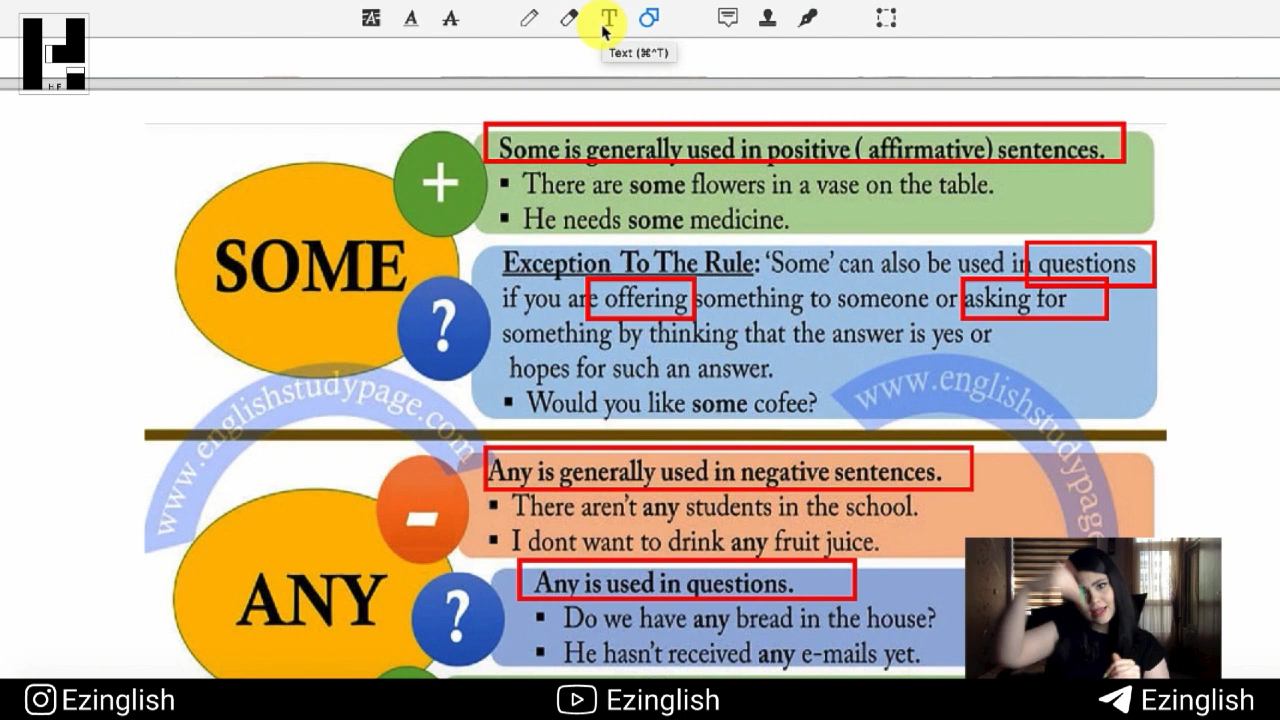 Text (⌘^T)
H F
Some is generally used in positive ( affirmative) sentences.
▪ There are some flowers in a vase on the table.
▪ He needs some medicine.
SOME
+
Exception To The Rule: ‘Some’ can also be used in questions
if you are offering something to someone or asking for
something by thinking that the answer is yes or
hopes for such an answer.
▪ Would you like some cofee?
?
www.englishstudypage.com
www.englishstudypag
Any is generally used in negative sentences.
▪ There aren’t any students in the school.
▪ I dont want to drink any fruit juice.
-
ANY
Any is used in questions.
▪ Do we have any bread in the house?
▪ He hasn’t received any e-mails yet.
?
Ezinglish
Ezinglish
Ezinglish